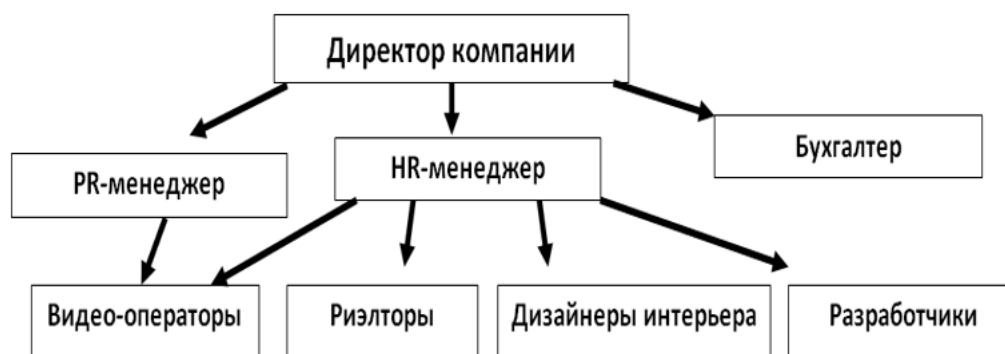 Директор компании
PR-менеджер
HR-менеджер
Бухгалтер
Видео-операторы
Риэлторы
Дизайнеры интерьера
Разработчики